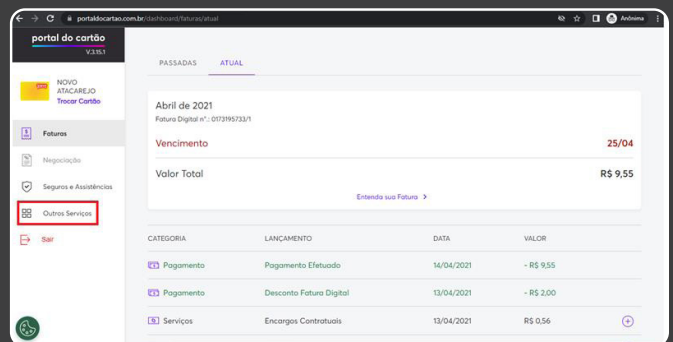 portaldocartao.com.br/dashboard/faturas/atual
Anônima
portal do cartão
V.3.15.1
NOVO
ATACAREJO
Trocar Cartão
Faturas
Negociação
Seguros e Assistências
Outros Serviços
Sair
PASSADAS ATUAL
Abril de 2021
Fatura Digital n°.: 0173195733/1
Vencimento 25/04
Valor Total R$ 9,55
Entenda sua Fatura >
CATEGORIA LANÇAMENTO DATA VALOR
Pagamento Pagamento Efetuado 14/04/2021 - R$ 9,55
Pagamento Desconto Fatura Digital 13/04/2021 - R$ 2,00
Serviços Encargos Contratuais 13/04/2021 R$ 0,56